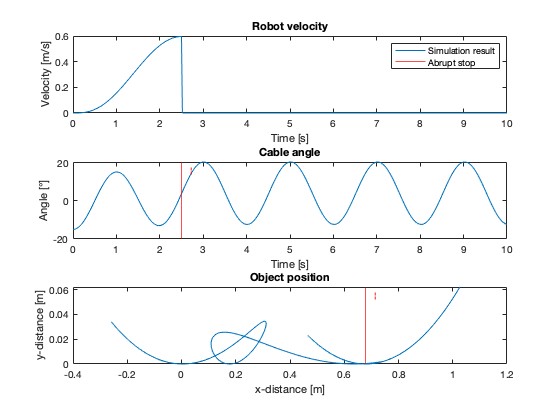 Robot velocity
Velocity [m/s]
0.6
0.4
0.2
0
Simulation result
Abrupt stop
0 1 2 3 4 5 6 7 8 9 10
Time [s]
Cable angle
Angle [°]
20
0
-20
0 1 2 3 4 5 6 7 8 9 10
Time [s]
Object position
y-distance [m]
0.06
0.04
0.02
0
-0.4 -0.2 0 0.2 0.4 0.6 0.8 1 1.2
x-distance [m]